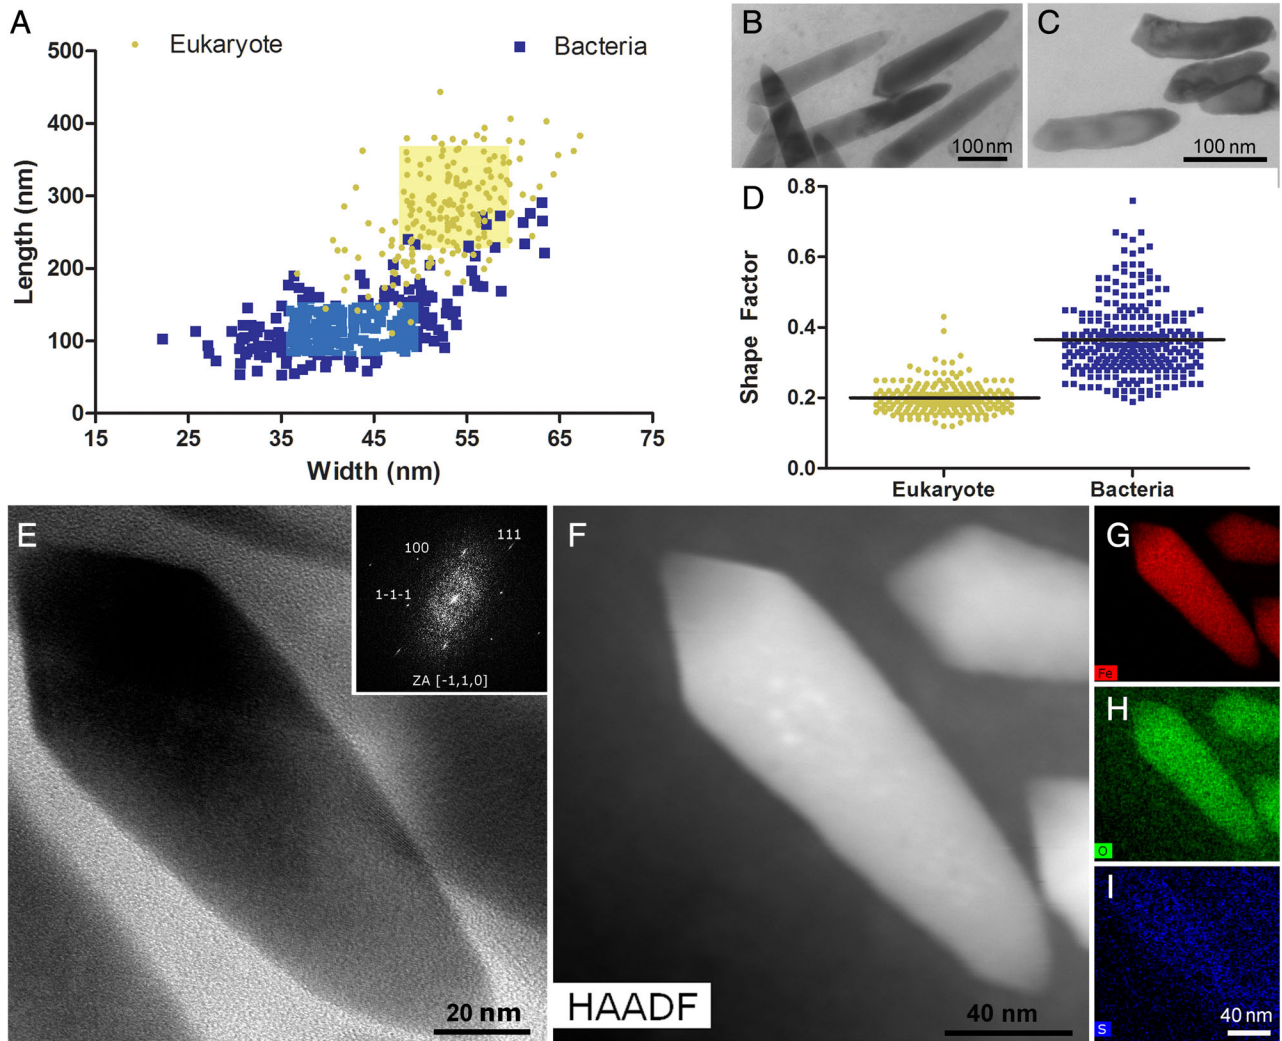 A
Eukaryote
Bacteria
500
400
300
200
100
0
Length (nm)
15 25 35 45 55 65 75
Width (nm)
B
100 nm
C
100 nm
D
0.8
0.6
0.4
0.2
0.0
Shape Factor
Eukaryote Bacteria
E
100
111
1-1-1
ZA [-1,1,0]
20 nm
F
HAADF
40 nm
G
Fe
H
O
I
S
40 nm